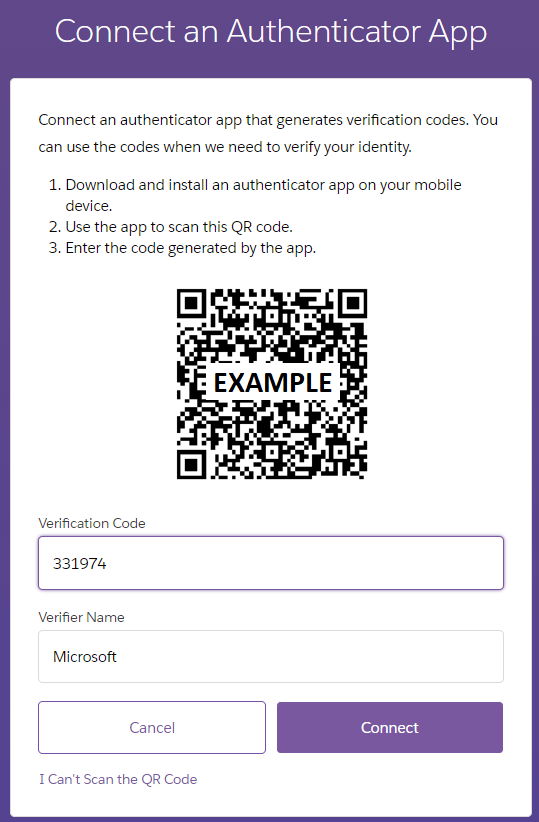 Connect an Authenticator App
Connect an authenticator app that generates verification codes. You
can use the codes when we need to verify your identity.
1. Download and install an authenticator app on your mobile
device.
2. Use the app to scan this QR code.
3. Enter the code generated by the app.
EXAMPLE
Verification Code
331974
Verifier Name
Microsoft
Cancel
Connect
I Can't Scan the QR Code